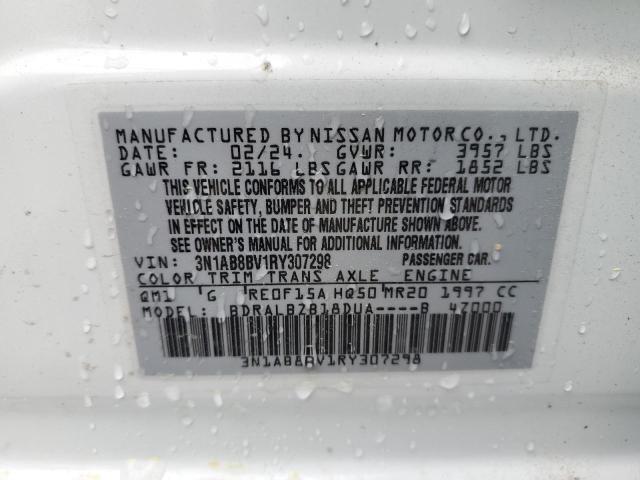 MANUFACTURED BY NISSAN MOTOR CO., LTD.
DATE: 02/24. GVWR: 3957 LBS
GAWR FR: 2116 LBS GAWR RR: 1852 LBS
THIS VEHICLE CONFORMS TO ALL APPLICABLE FEDERAL MOTOR
VEHICLE SAFETY, BUMPER AND THEFT PREVENTION STANDARDS
IN EFFECT ON THE DATE OF MANUFACTURE SHOWN ABOVE.
SEE OWNER'S MANUAL FOR ADDITIONAL INFORMATION.
VIN: 3N1AB8BV1RY307298 PASSENGER CAR.
COLOR TRIM TRANS AXLE ENGINE
QM1 G RE0F15A HQ50 MR20 1997 CC
MODEL: BDRALBZ818DUA----B 4Z000
3N1AB8BV1RY307298